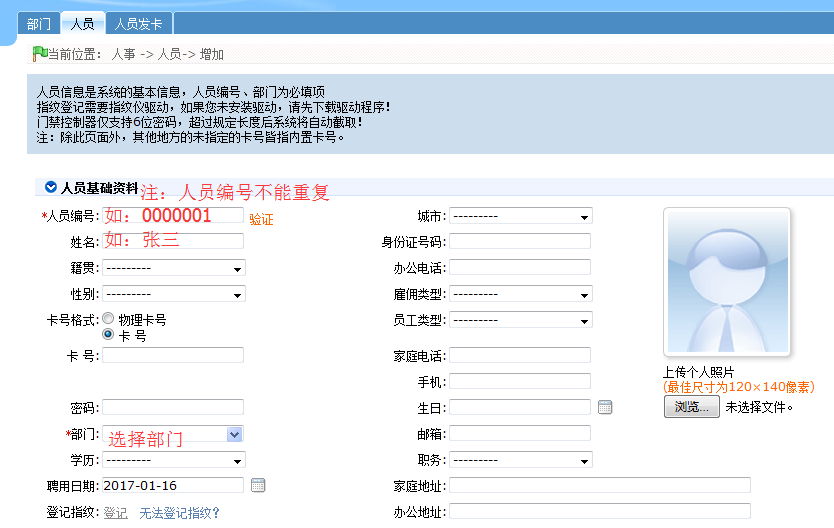 部门 人员 人员发卡
当前位置： 人事 -> 人员-> 增加
人员信息是系统的基本信息，人员编号、部门为必填项
指纹登记需要指纹仪驱动，如果您未安装驱动，请先下载驱动程序！
门禁控制器仅支持6位密码，超过规定长度后系统将自动截取！
注：除此页面外，其他地方的未指定的卡号皆指内置卡号。
人员基础资料 注：人员编号不能重复
*人员编号: 如：0000001 验证 城市: ---------
姓名: 如：张三 身份证号码:
籍贯: --------- 办公电话:
性别: --------- 雇佣类型: ---------
卡号格式: 物理卡号 员工类型: ---------
卡 号
卡 号: 家庭电话:
上传个人照片
手机: (最佳尺寸为120×140像素)
密码: 生日: 浏览... 未选择文件。
*部门: 选择部门 邮箱:
学历: --------- 职务: ---------
聘用日期: 2017-01-16 家庭地址:
登记指纹: 登记 无法登记指纹? 办公地址: